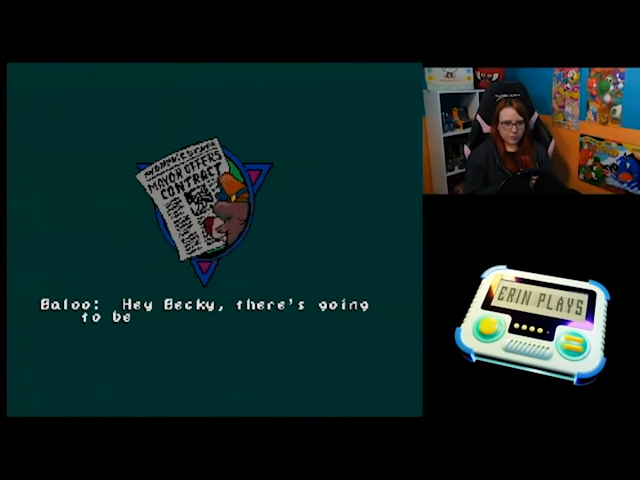 MAYOR OFFERS
CONTRACT
Baloo: Hey Becky, there's going
to be
ERIN PLAYS